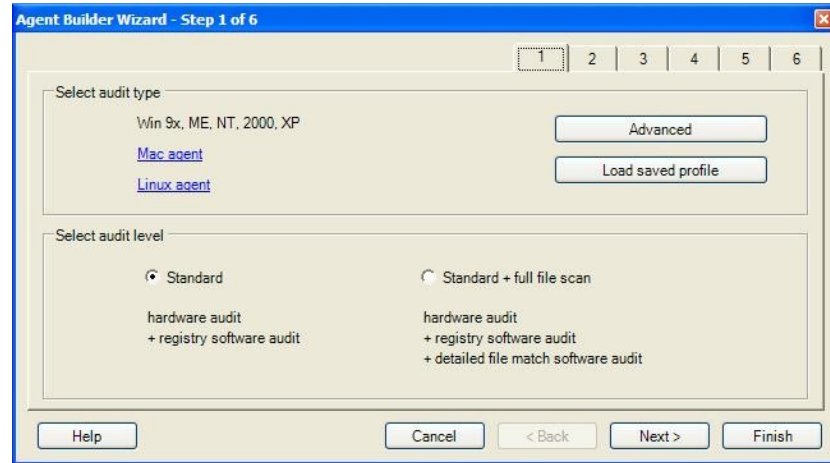 Agent Builder Wizard - Step 1 of 6
1 2 3 4 5 6
Select audit type
Win 9x, ME, NT, 2000, XP
Mac agent
Linux agent
Advanced
Load saved profile
Select audit level
Standard
hardware audit
+ registry software audit
Standard + full file scan
hardware audit
+ registry software audit
+ detailed file match software audit
Help
Cancel
< Back
Next >
Finish